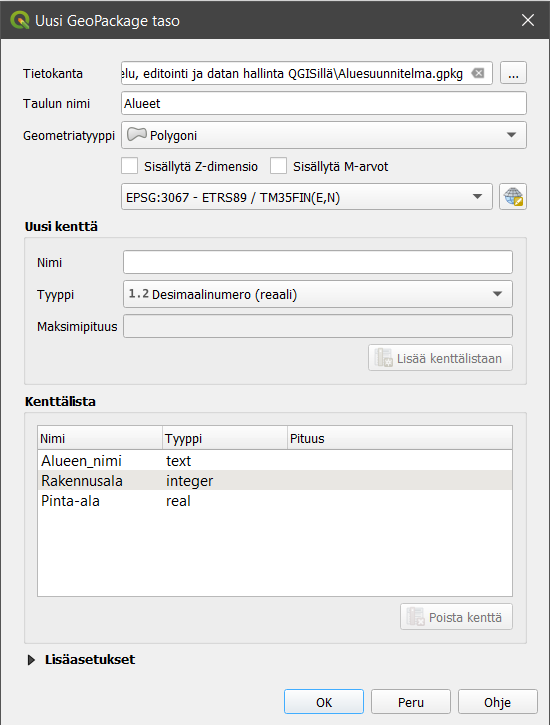 Uusi GeoPackage taso
Tietokanta elu, editointi ja datan hallinta QGISillä\Aluesuunnitelma.gpkg ...
Taulun nimi Alueet
Geometriatyyppi Polygoni
Sisällytä Z-dimensio Sisällytä M-arvot
EPSG:3067 - ETRS89 / TM35FIN(E,N)
Uusi kenttä
Nimi
Tyyppi 1.2 Desimaalinumero (reaali)
Maksimipituus
Lisää kenttälistaan
Kenttälista
Nimi Tyyppi Pituus
Alueen_nimi text
Rakennusala integer
Pinta-ala real
Poista kenttä
Lisäasetukset
OK Peru Ohje